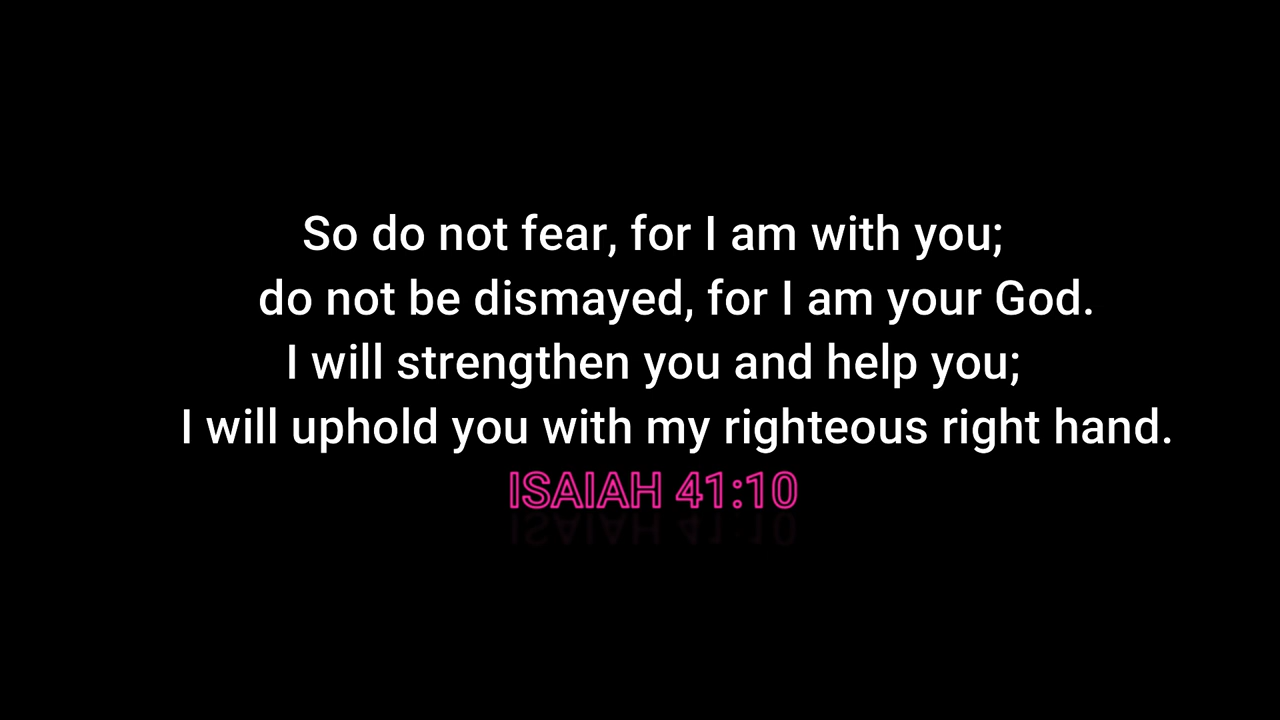 So do not fear, for I am with you;
do not be dismayed, for I am your God.
I will strengthen you and help you;
I will uphold you with my righteous right hand.
ISAIAH 41:10